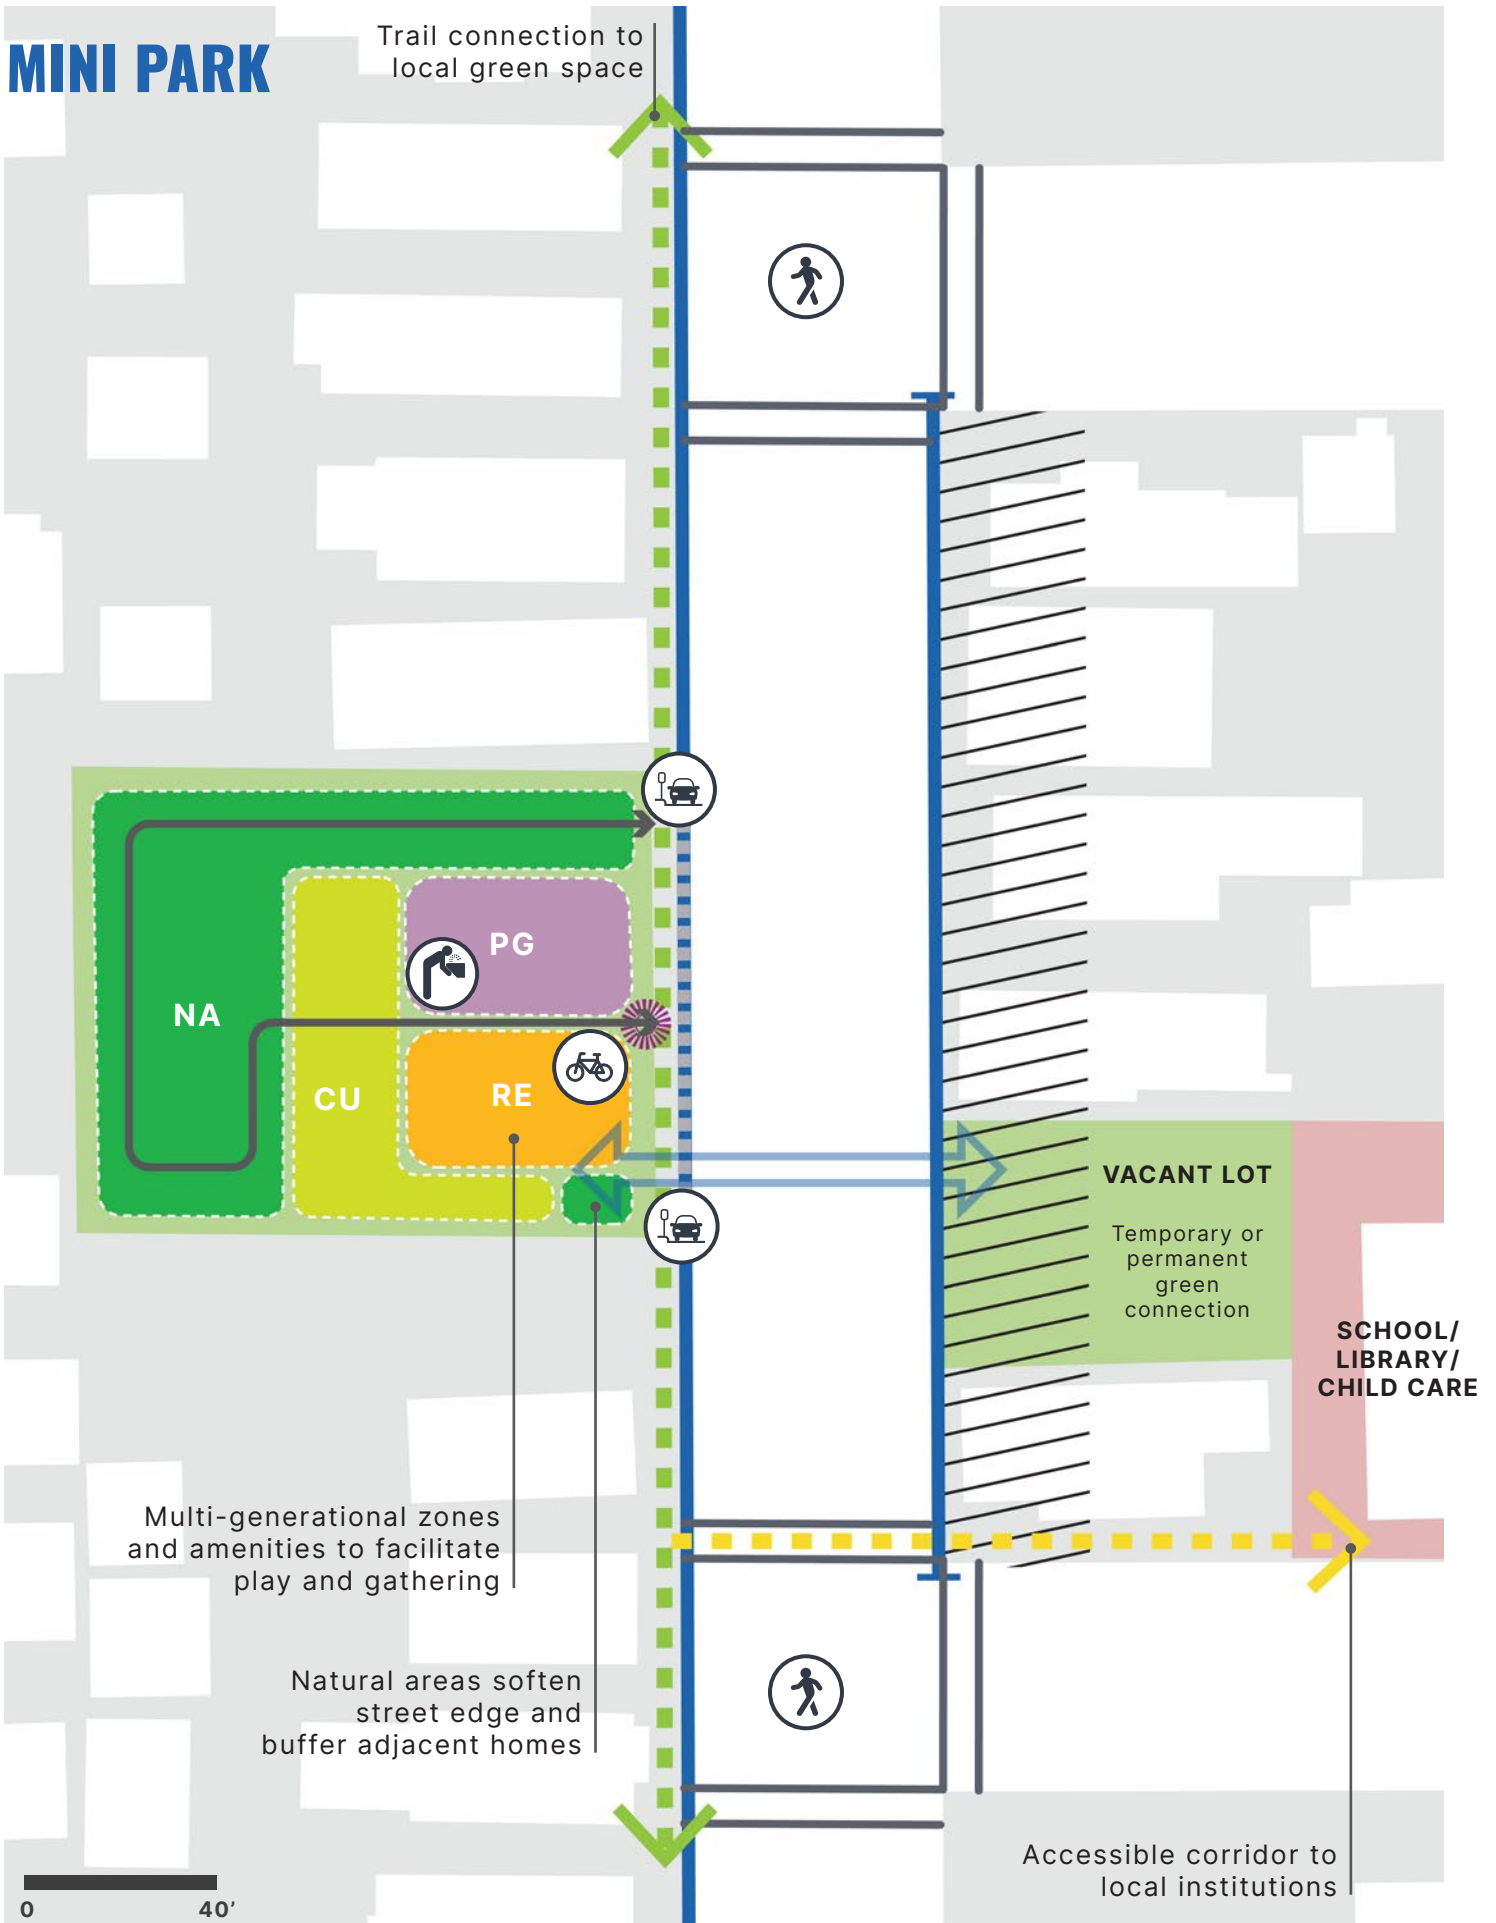 MINI PARK
Trail connection to
local green space
PG
NA
CU
RE
VACANT LOT
Temporary or
permanent
green
connection
SCHOOL/
LIBRARY/
CHILD CARE
Multi-generational zones
and amenities to facilitate
play and gathering
Natural areas soften
street edge and
buffer adjacent homes
Accessible corridor to
local institutions
0 40’